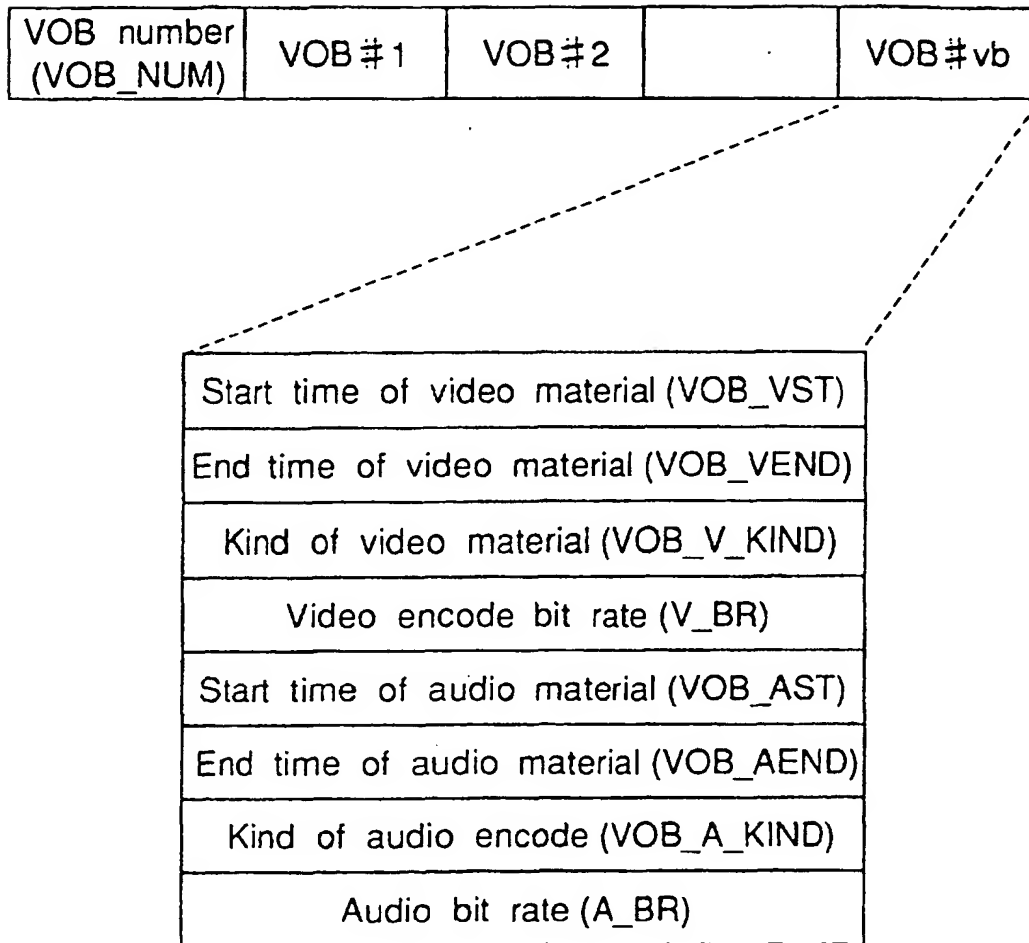 VOB number
(VOB_NUM)
VOB#1
VOB#2
VOB#vb
Start time of video material (VOB_VST)
End time of video material (VOB_VEND)
Kind of video material (VOB_V_KIND)
Video encode bit rate (V_BR)
Start time of audio material (VOB_AST)
End time of audio material (VOB_AEND)
Kind of audio encode (VOB_A_KIND)
Audio bit rate (A_BR)